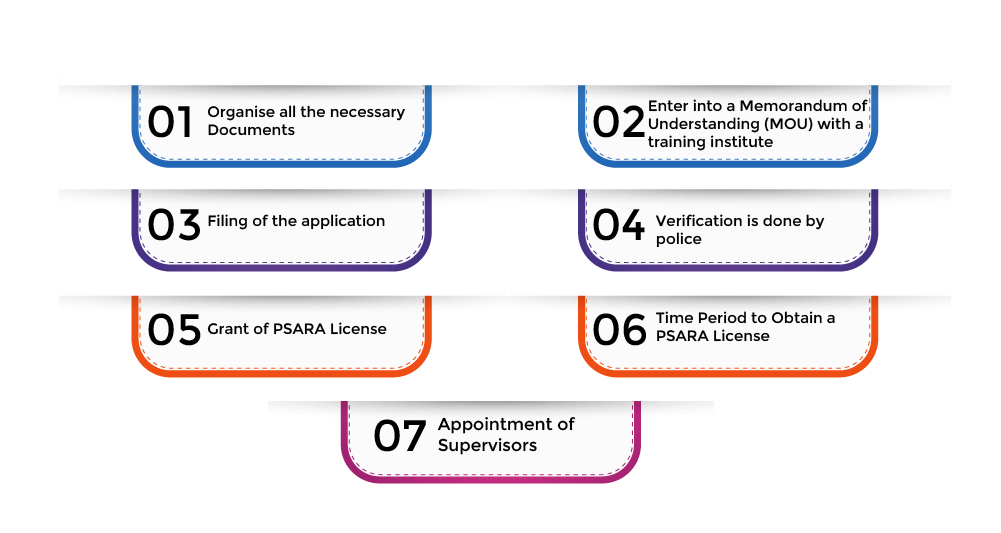 01
Organise all the necessary
Documents
02
Enter into a Memorandum of
Understanding (MOU) with a
training institute
03
Filing of the application
04
Verification is done by
police
05
Grant of PSARA License
06
Time Period to Obtain a
PSARA License
07
Appointment of
Supervisors